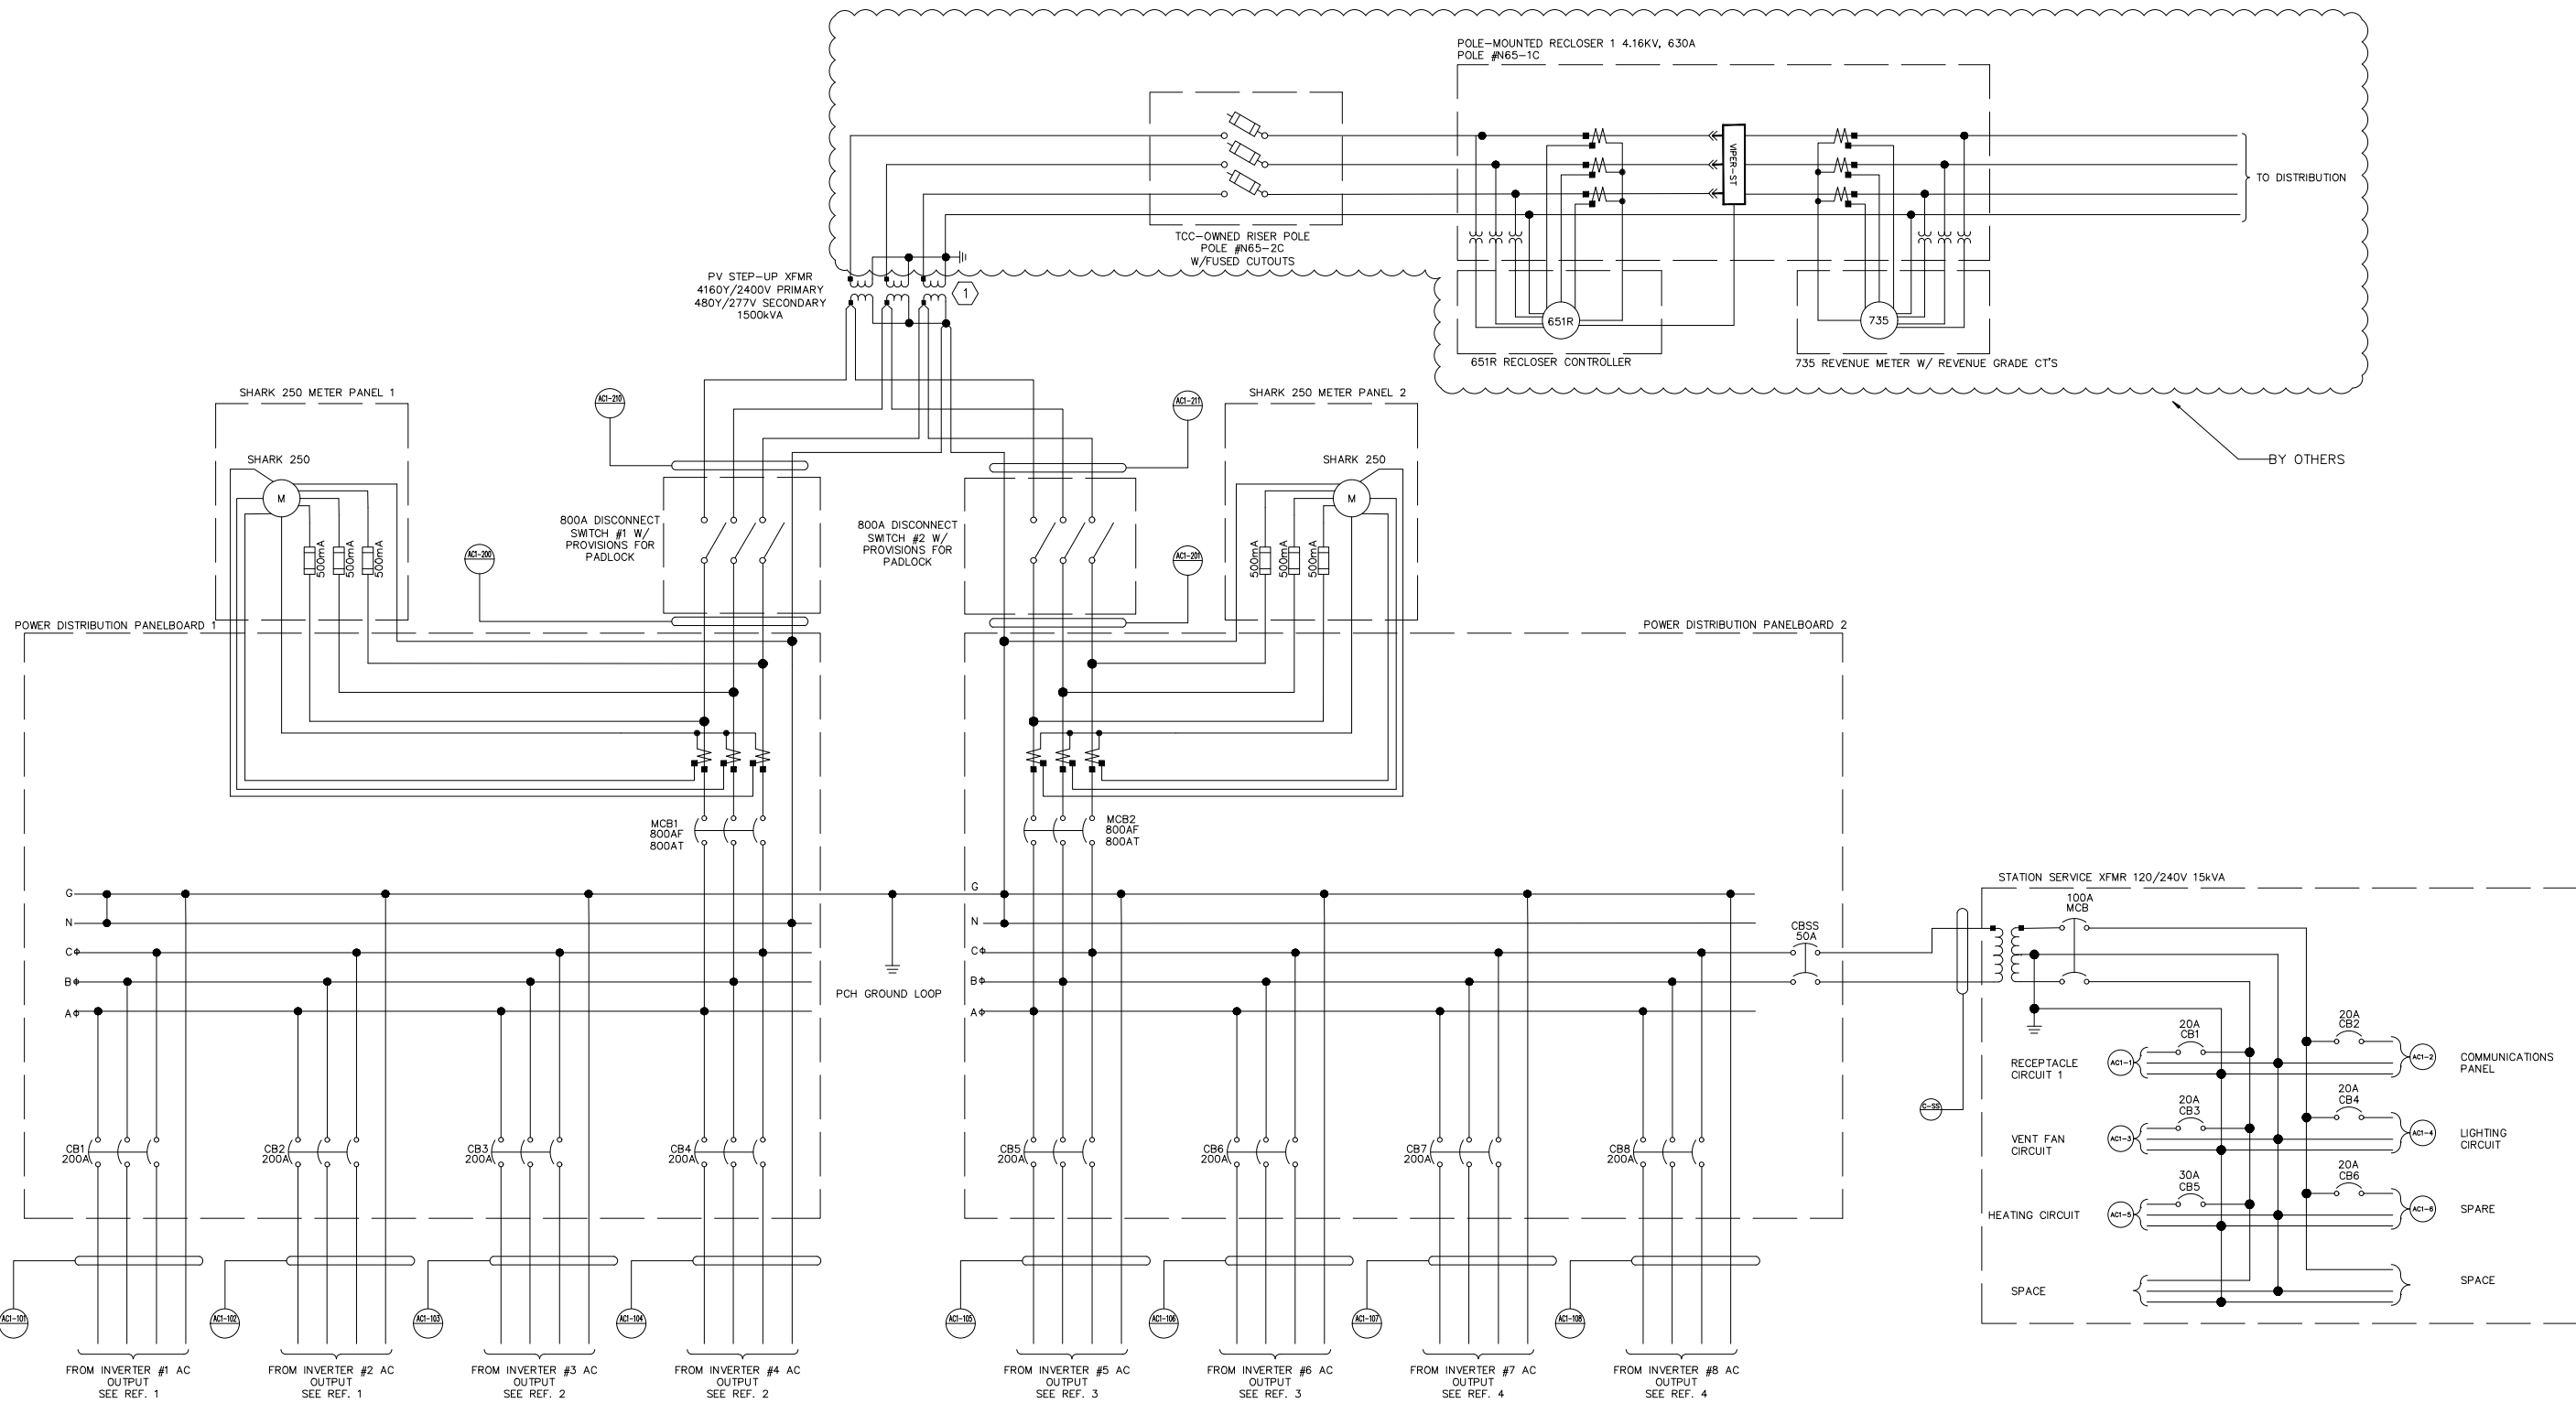 POLE-MOUNTED RECLOSER 1 4.16KV, 630A
POLE #N65-1C
VIPER-ST
TO DISTRIBUTION
TCC-OWNED RISER POLE
POLE #N65-2C
W/FUSED CUTOUTS
PV STEP-UP XFMR
4160Y/2400V PRIMARY
480Y/277V SECONDARY
1500kVA
1
651R
735
651R RECLOSER CONTROLLER
735 REVENUE METER W/ REVENUE GRADE CT'S
BY OTHERS
SHARK 250 METER PANEL 1
SHARK 250
M
500mA
500mA
500mA
AC1-210
AC1-200
800A DISCONNECT
SWITCH #1 W/
PROVISIONS FOR
PADLOCK
800A DISCONNECT
SWITCH #2 W/
PROVISIONS FOR
PADLOCK
AC1-211
AC1-201
SHARK 250 METER PANEL 2
SHARK 250
M
500mA
500mA
500mA
POWER DISTRIBUTION PANELBOARD 1
POWER DISTRIBUTION PANELBOARD 2
MCB1
800AF
800AT
MCB2
800AF
800AT
G
N
CΦ
BΦ
AΦ
PCH GROUND LOOP
G
N
CΦ
BΦ
AΦ
CBSS
50A
STATION SERVICE XFMR 120/240V 15kVA
100A
MCB
C-SS
20A
CB1
RECEPTACLE
CIRCUIT 1
AC1-1
20A
CB2
AC1-2
COMMUNICATIONS
PANEL
20A
CB3
VENT FAN
CIRCUIT
AC1-3
20A
CB4
AC1-4
LIGHTING
CIRCUIT
30A
CB5
HEATING CIRCUIT
AC1-5
20A
CB6
AC1-6
SPARE
SPACE
SPACE
CB1
200A
CB2
200A
CB3
200A
CB4
200A
CB5
200A
CB6
200A
CB7
200A
CB8
200A
AC1-101
AC1-102
AC1-103
AC1-104
AC1-105
AC1-106
AC1-107
AC1-108
FROM INVERTER #1 AC
OUTPUT
SEE REF. 1
FROM INVERTER #2 AC
OUTPUT
SEE REF. 1
FROM INVERTER #3 AC
OUTPUT
SEE REF. 2
FROM INVERTER #4 AC
OUTPUT
SEE REF. 2
FROM INVERTER #5 AC
OUTPUT
SEE REF. 3
FROM INVERTER #6 AC
OUTPUT
SEE REF. 3
FROM INVERTER #7 AC
OUTPUT
SEE REF. 4
FROM INVERTER #8 AC
OUTPUT
SEE REF. 4